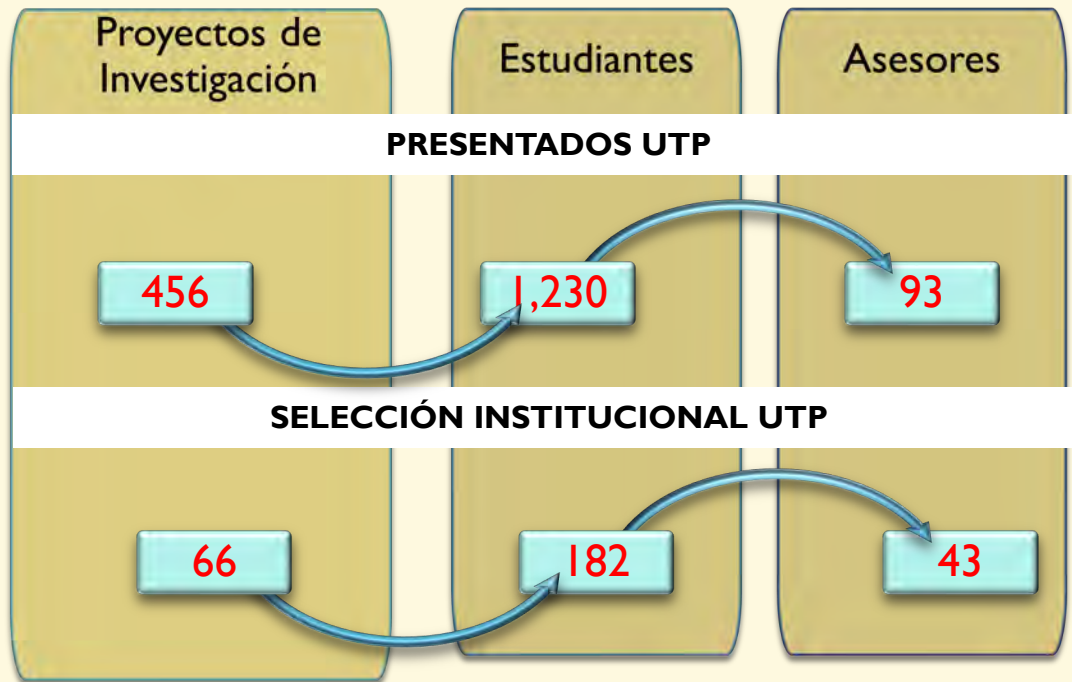 Proyectos de
Investigación
Estudiantes
Asesores
PRESENTADOS UTP
456
1,230
93
SELECCIÓN INSTITUCIONAL UTP
66
182
43